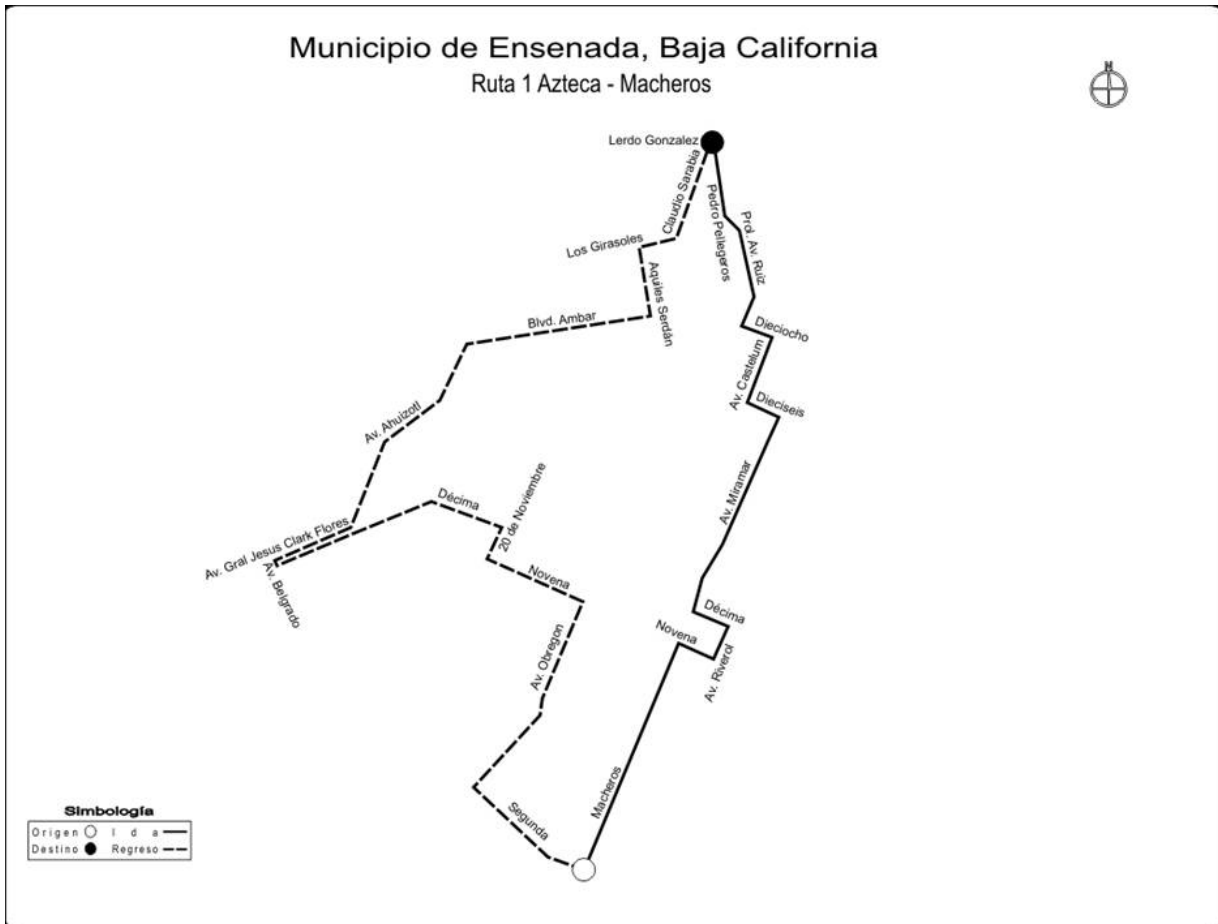 Municipio de Ensenada, Baja California
Ruta 1 Azteca - Macheros
N
Lerdo Gonzalez
Claudio Sarabia
Pedro Pellegeros
Prol. Av. Ruiz
Los Girasoles
Aquiles Serdán
Blvd. Ambar
Dieciocho
Av. Castelum
Dieciseis
Av. Ahuizotl
Av. Miramar
Décima
20 de Noviembre
Av. Gral Jesus Clark Flores
Av. Belgrado
Novena
Décima
Novena
Av. Obregon
Av. Riverol
Macheros
Segunda
Simbología
Origen Ida
Destino Regreso